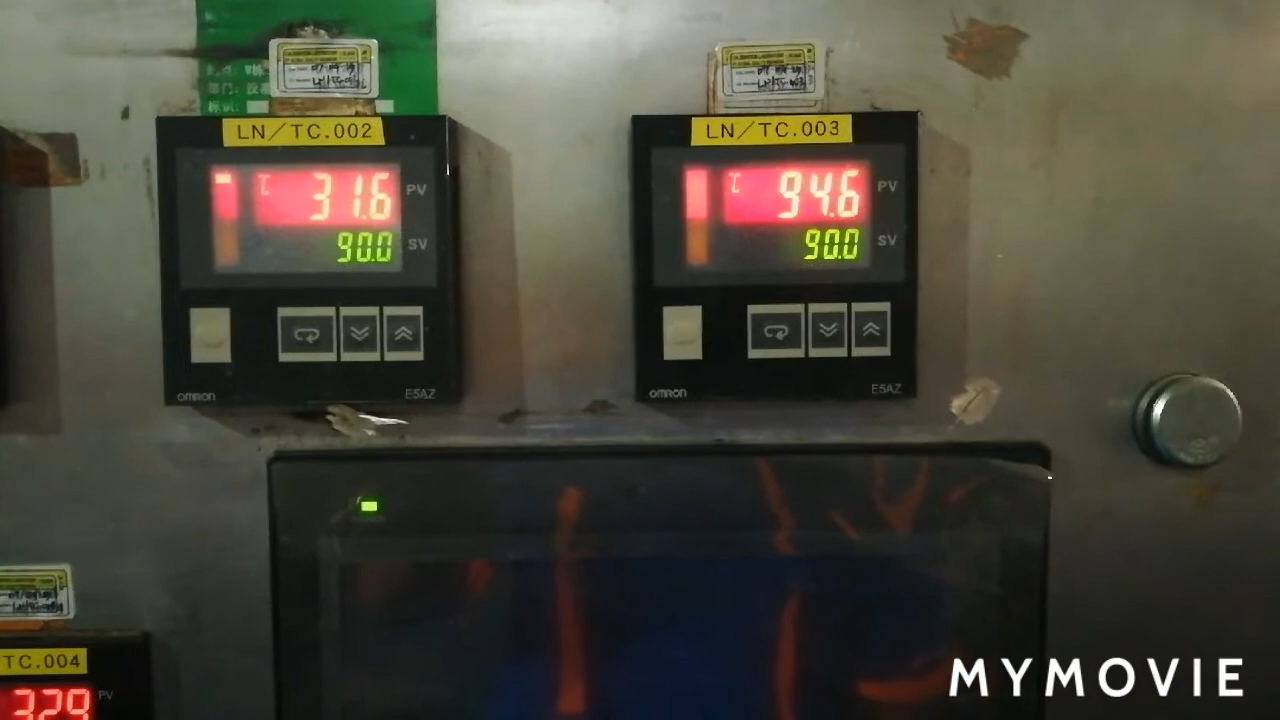 LN/TC.002
LN/TC.003
℃ 31.6 PV
90.0 SV
℃ 94.6 PV
90.0 SV
OMRON E5AZ
OMRON E5AZ
TC.004
329 PV
MYMOVIE